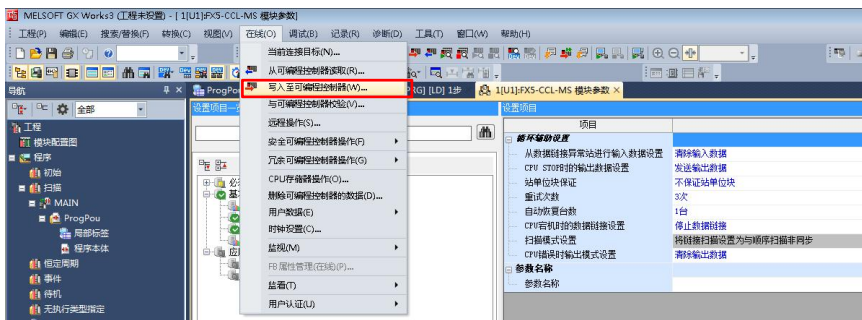 MELSOFT GX Works3 (工程未设置) - [1[U1]:FX5-CCL-MS 模块参数]
工程(P) 编辑(E) 搜索/替换(F) 转换(C) 视图(V) 在线(O) 调试(B) 记录(R) 诊断(D) 工具(T) 窗口(W) 帮助(H)
导航
全部
工程
模块配置图
程序
初始
扫描
MAIN
ProgPou
局部标签
程序本体
恒定周期
事件
待机
无执行类型指定
当前连接目标(N)...
从可编程控制器读取(R)...
写入至可编程控制器(W)...
与可编程控制器校验(V)...
远程操作(S)...
安全可编程控制器操作(F)
冗余可编程控制器操作(G)
CPU存储器操作(O)...
删除可编程控制器的数据(D)...
用户数据(E)
时钟设置(C)...
监视(M)
FB属性管理(在线)(P)...
监看(T)
用户认证(U)
ProgPou
[PRG] [LD] 1步
1[U1]:FX5-CCL-MS 模块参数
设置项目一
设置项目
项目
循环辅助设置
从数据链接异常站进行输入数据设置 清除输入数据
CPU STOP时的输出数据设置 发送输出数据
站单位块保证 不保证站单位块
重试次数 3次
自动恢复台数 1台
CPU宕机时的数据链接设置 停止数据链接
扫描模式设置 将链接扫描设置为与顺序扫描非同步
CPU错误时输出模式设置 清除输出数据
参数名称
参数名称